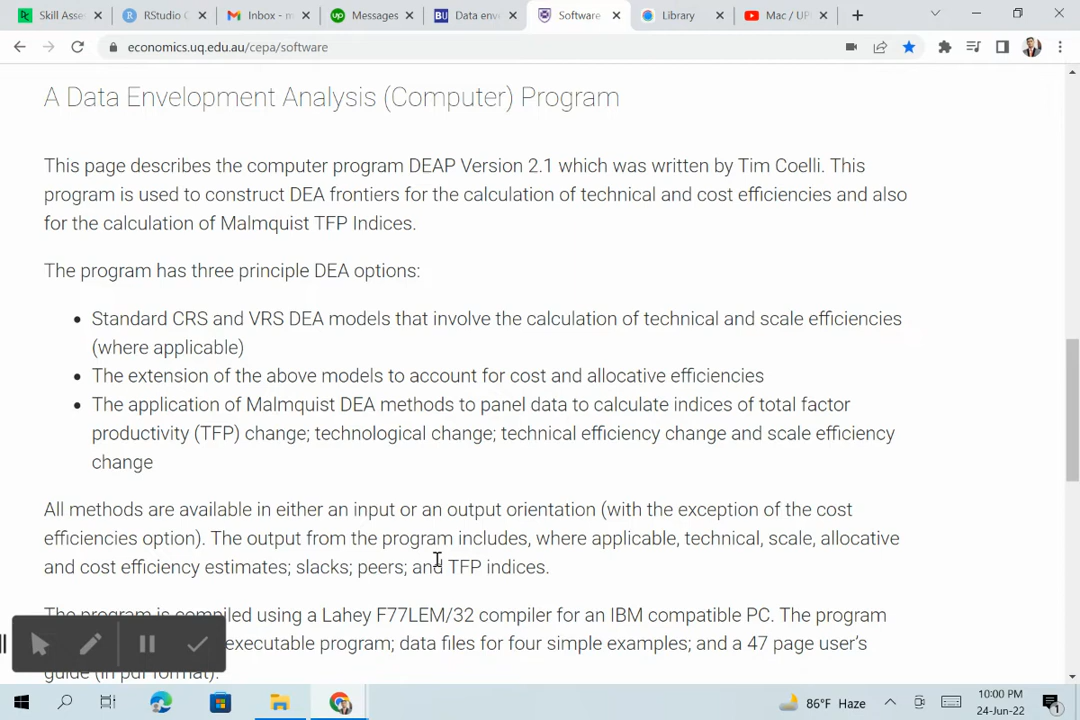 Skill Asse
RStudio C
Inbox - m
Messages
Data env
Software
Library
Mac / UP
economics.uq.edu.au/cepa/software
A Data Envelopment Analysis (Computer) Program
This page describes the computer program DEAP Version 2.1 which was written by Tim Coelli. This
program is used to construct DEA frontiers for the calculation of technical and cost efficiencies and also
for the calculation of Malmquist TFP Indices.
The program has three principle DEA options:
Standard CRS and VRS DEA models that involve the calculation of technical and scale efficiencies
(where applicable)
The extension of the above models to account for cost and allocative efficiencies
The application of Malmquist DEA methods to panel data to calculate indices of total factor
productivity (TFP) change; technological change; technical efficiency change and scale efficiency
change
All methods are available in either an input or an output orientation (with the exception of the cost
efficiencies option). The output from the program includes, where applicable, technical, scale, allocative
and cost efficiency estimates; slacks; peers; and TFP indices.
The program is compiled using a Lahey F77LEM/32 compiler for an IBM compatible PC. The program
executable program; data files for four simple examples; and a 47 page user's
guide (in pdf format).
86°F Haze
10:00 PM
24-Jun-22